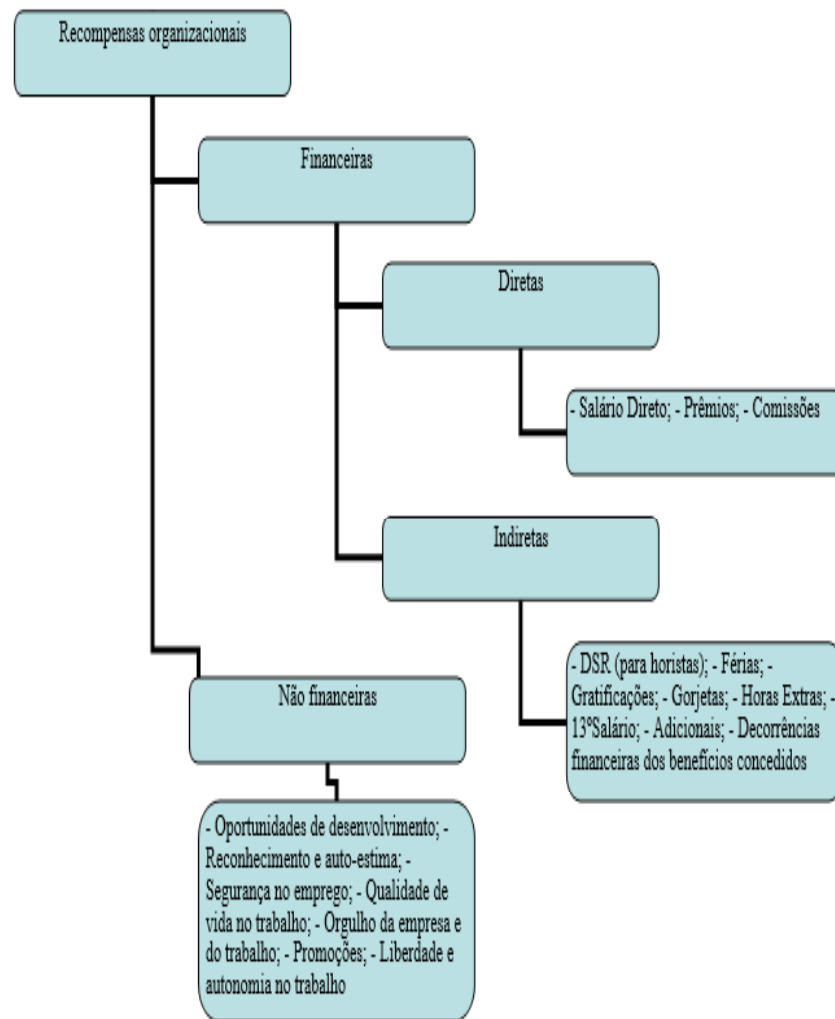 Recompensas organizacionais
Financeiras
Diretas
- Salário Direto; - Prêmios; - Comissões
Indiretas
- DSR (para horistas); - Férias; -
Gratificações; - Gorjetas; - Horas Extras; -
13ºSalário; - Adicionais; - Decorrências
financeiras dos benefícios concedidos
Não financeiras
- Oportunidades de desenvolvimento; -
Reconhecimento e auto-estima; -
Segurança no emprego; - Qualidade de
vida no trabalho; - Orgulho da empresa e
do trabalho; - Promoções; - Liberdade e
autonomia no trabalho